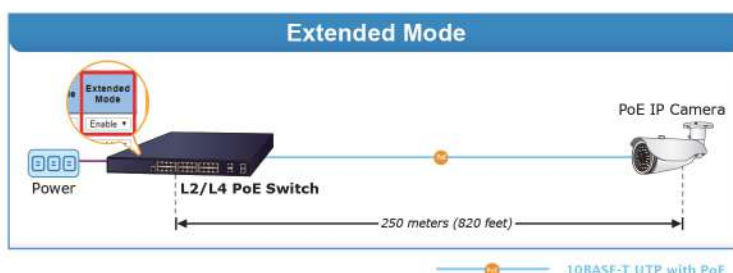 Extended Mode
Extended
Mode
Enable
PoE IP Camera
Power
L2/L4 PoE Switch
250 meters (820 feet)
PoE
10BASE-T UTP with PoE